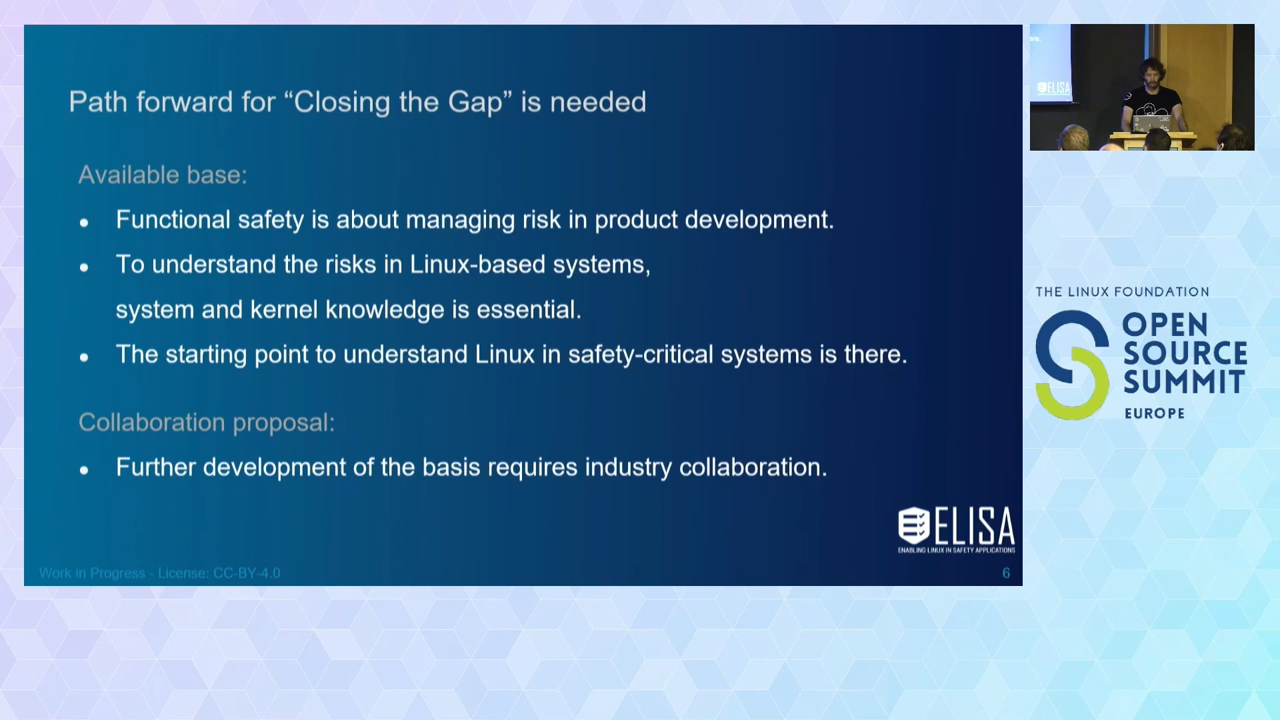 Path forward for “Closing the Gap” is needed
Available base:
● Functional safety is about managing risk in product development.
● To understand the risks in Linux-based systems,
system and kernel knowledge is essential.
● The starting point to understand Linux in safety-critical systems is there.
Collaboration proposal:
● Further development of the basis requires industry collaboration.
ELISA
ENABLING LINUX IN SAFETY APPLICATIONS
Work in Progress - License: CC-BY-4.0
6
ELISA
THE LINUX FOUNDATION
OPEN
SOURCE
SUMMIT
EUROPE